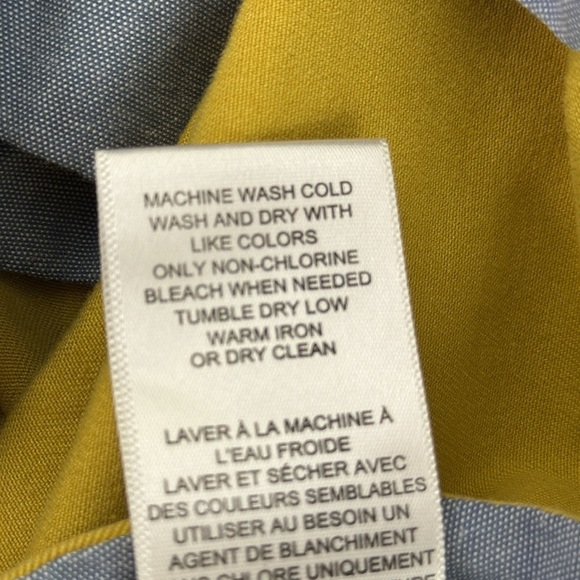 MACHINE WASH COLD
WASH AND DRY WITH
LIKE COLORS
ONLY NON-CHLORINE
BLEACH WHEN NEEDED
TUMBLE DRY LOW
WARM IRON
OR DRY CLEAN
LAVER À LA MACHINE À
L'EAU FROIDE
LAVER ET SÉCHER AVEC
DES COULEURS SEMBLABLES
UTILISER AU BESOIN UN
AGENT DE BLANCHIMENT
CHLORE UNIQUEMENT